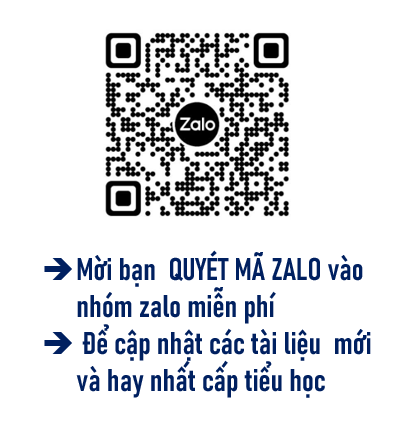 Zalo
➔ Mời bạn QUYÉT MÃ ZALO vào
nhóm zalo miễn phí
➔ Để cập nhật các tài liệu mới
và hay nhất cấp tiểu học